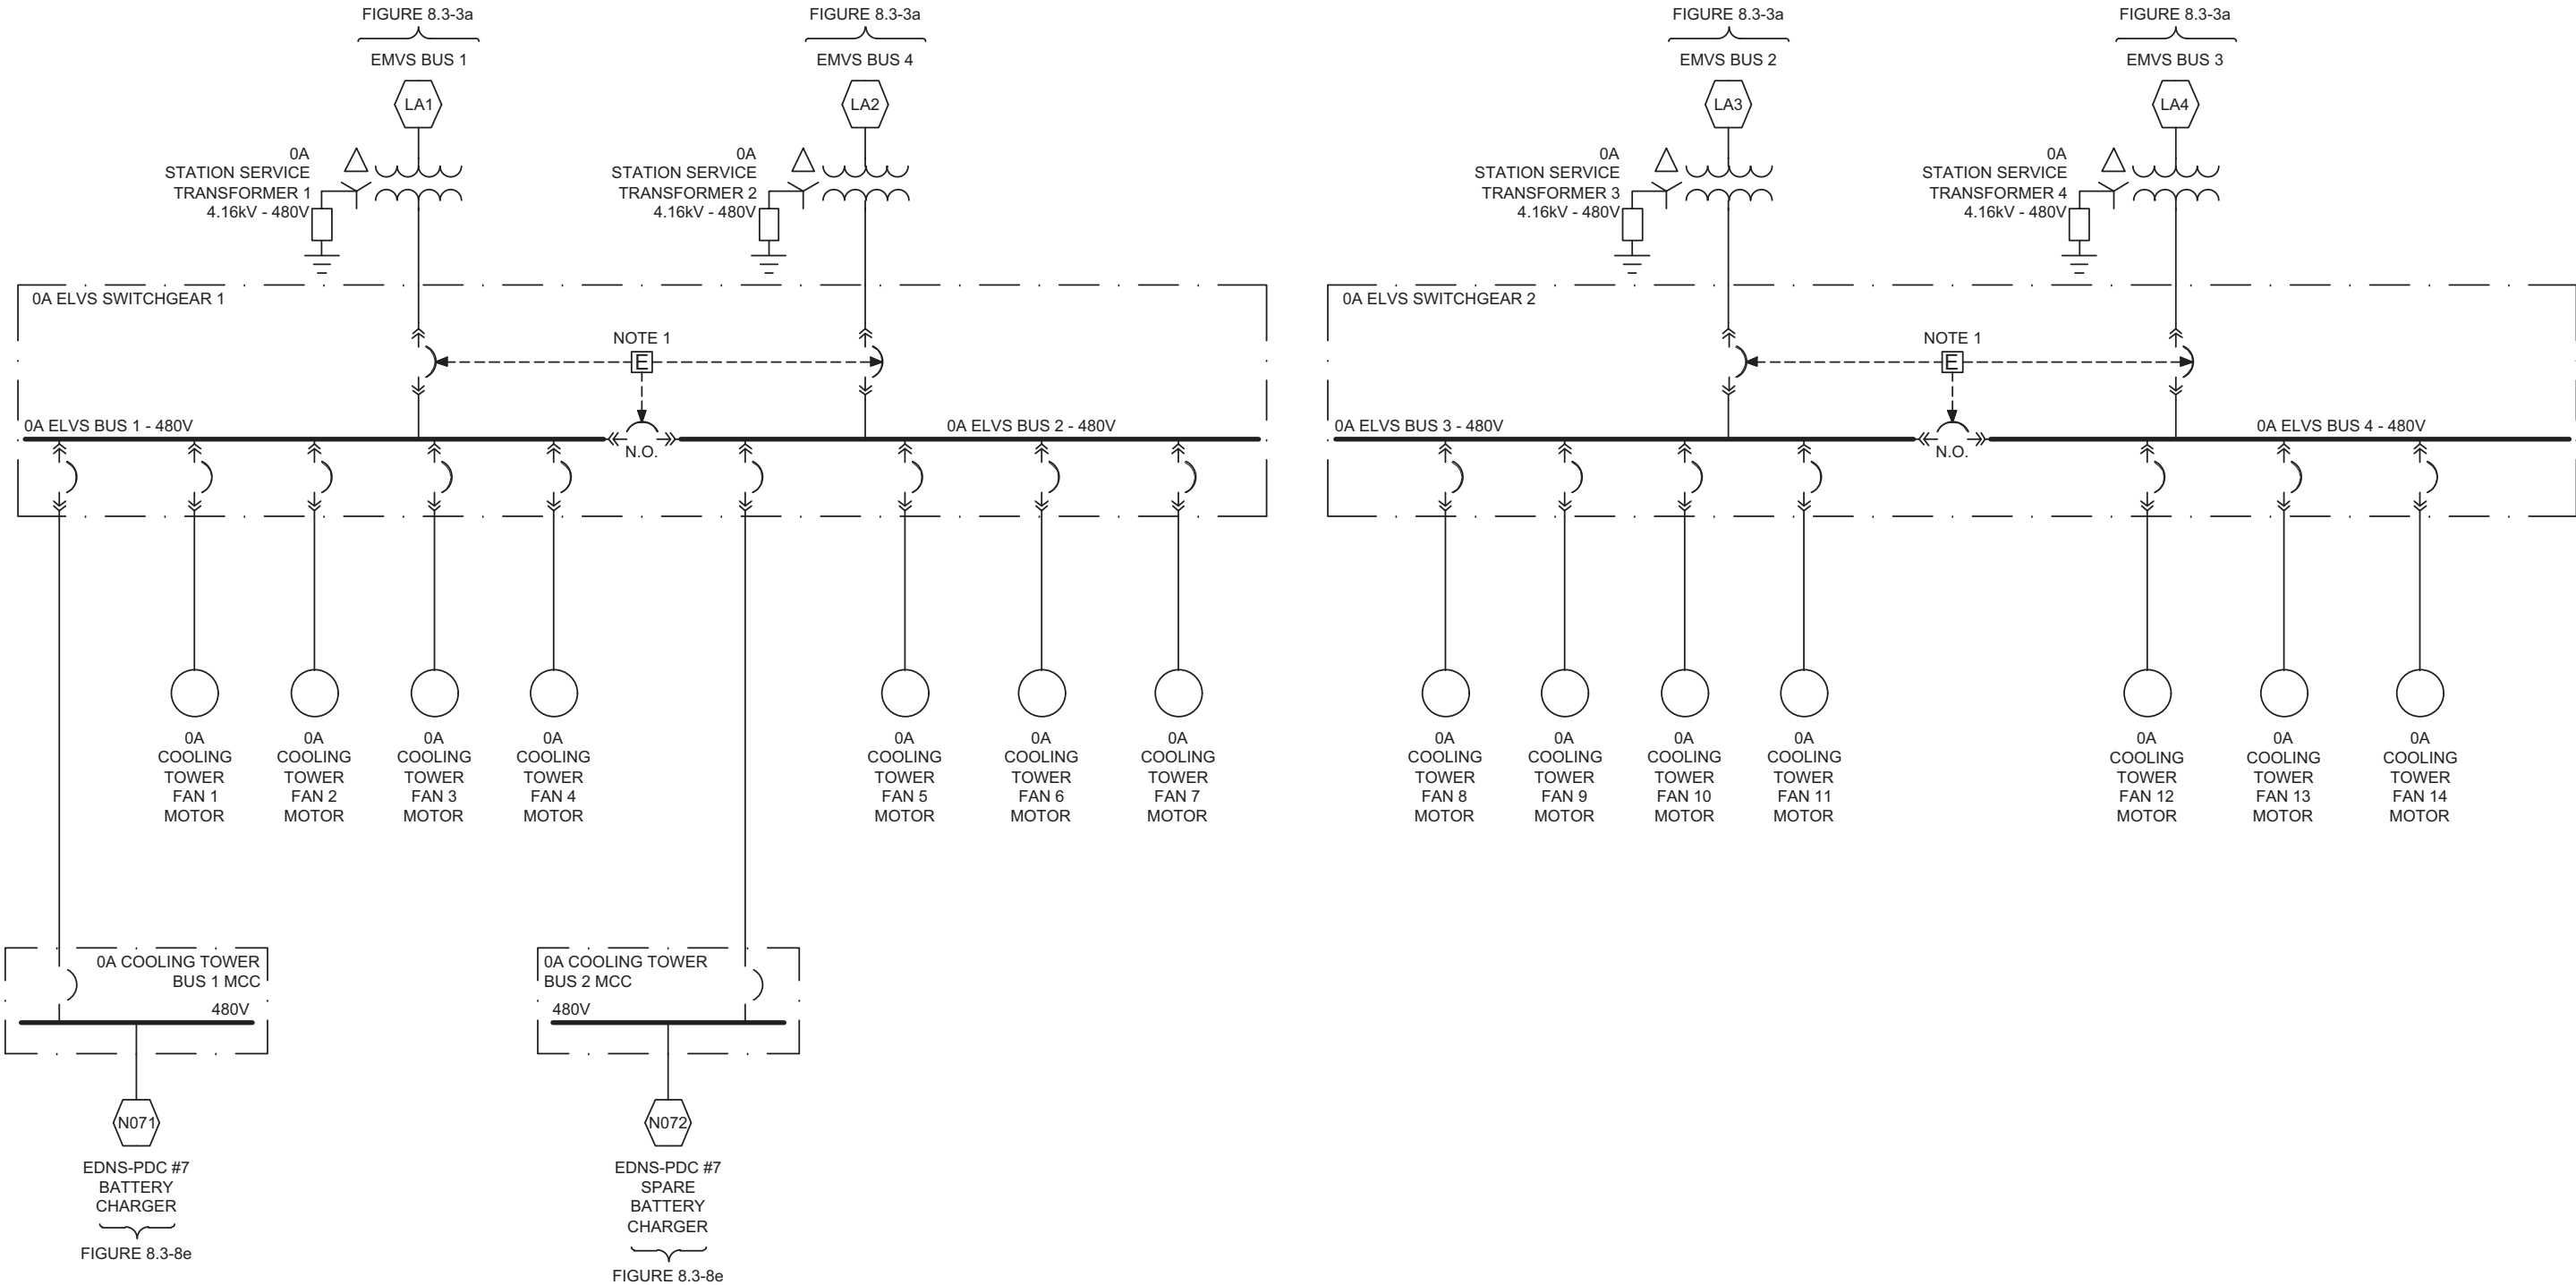 FIGURE 8.3-3a
EMVS BUS 1
LA1
0A
STATION SERVICE
TRANSFORMER 1
4.16kV - 480V
FIGURE 8.3-3a
EMVS BUS 4
LA2
0A
STATION SERVICE
TRANSFORMER 2
4.16kV - 480V
FIGURE 8.3-3a
EMVS BUS 2
LA3
0A
STATION SERVICE
TRANSFORMER 3
4.16kV - 480V
FIGURE 8.3-3a
EMVS BUS 3
LA4
0A
STATION SERVICE
TRANSFORMER 4
4.16kV - 480V
0A ELVS SWITCHGEAR 1
NOTE 1
E
0A ELVS BUS 1 - 480V
N.O.
0A ELVS BUS 2 - 480V
0A ELVS SWITCHGEAR 2
NOTE 1
E
0A ELVS BUS 3 - 480V
N.O.
0A ELVS BUS 4 - 480V
0A
COOLING
TOWER
FAN 1
MOTOR
0A
COOLING
TOWER
FAN 2
MOTOR
0A
COOLING
TOWER
FAN 3
MOTOR
0A
COOLING
TOWER
FAN 4
MOTOR
0A
COOLING
TOWER
FAN 5
MOTOR
0A
COOLING
TOWER
FAN 6
MOTOR
0A
COOLING
TOWER
FAN 7
MOTOR
0A
COOLING
TOWER
FAN 8
MOTOR
0A
COOLING
TOWER
FAN 9
MOTOR
0A
COOLING
TOWER
FAN 10
MOTOR
0A
COOLING
TOWER
FAN 11
MOTOR
0A
COOLING
TOWER
FAN 12
MOTOR
0A
COOLING
TOWER
FAN 13
MOTOR
0A
COOLING
TOWER
FAN 14
MOTOR
0A COOLING TOWER
BUS 1 MCC
480V
N071
EDNS-PDC #7
BATTERY
CHARGER
FIGURE 8.3-8e
0A COOLING TOWER
BUS 2 MCC
480V
N072
EDNS-PDC #7
SPARE
BATTERY
CHARGER
FIGURE 8.3-8e